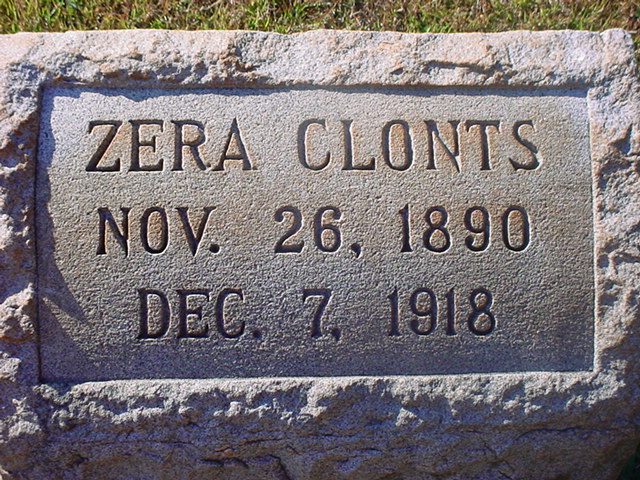 ZERA CLONTS
NOV. 26, 1890
DEC. 7, 1918